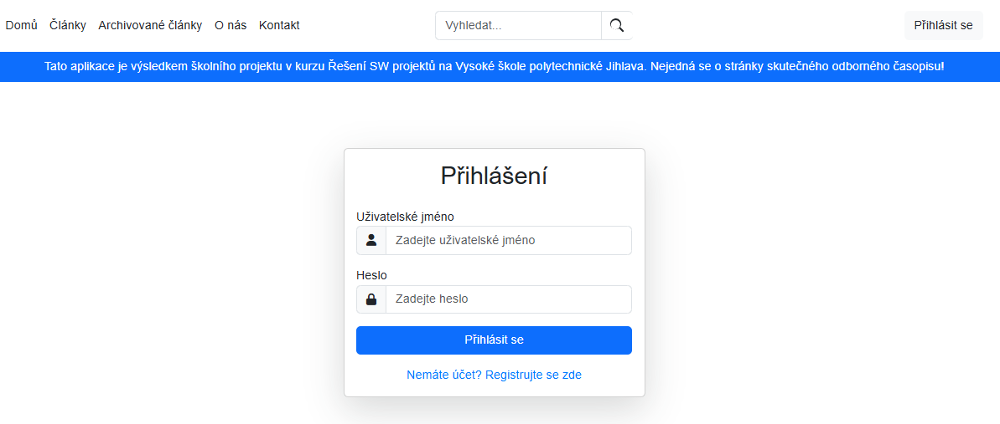 Domů Články Archivované články O nás Kontakt Vyhledat... Přihlásit se
Tato aplikace je výsledkem školního projektu v kurzu Řešení SW projektů na Vysoké škole polytechnické Jihlava. Nejedná se o stránky skutečného odborného časopisu!
Přihlášení
Uživatelské jméno
Zadejte uživatelské jméno
Heslo
Zadejte heslo
Přihlásit se
Nemáte účet? Registrujte se zde